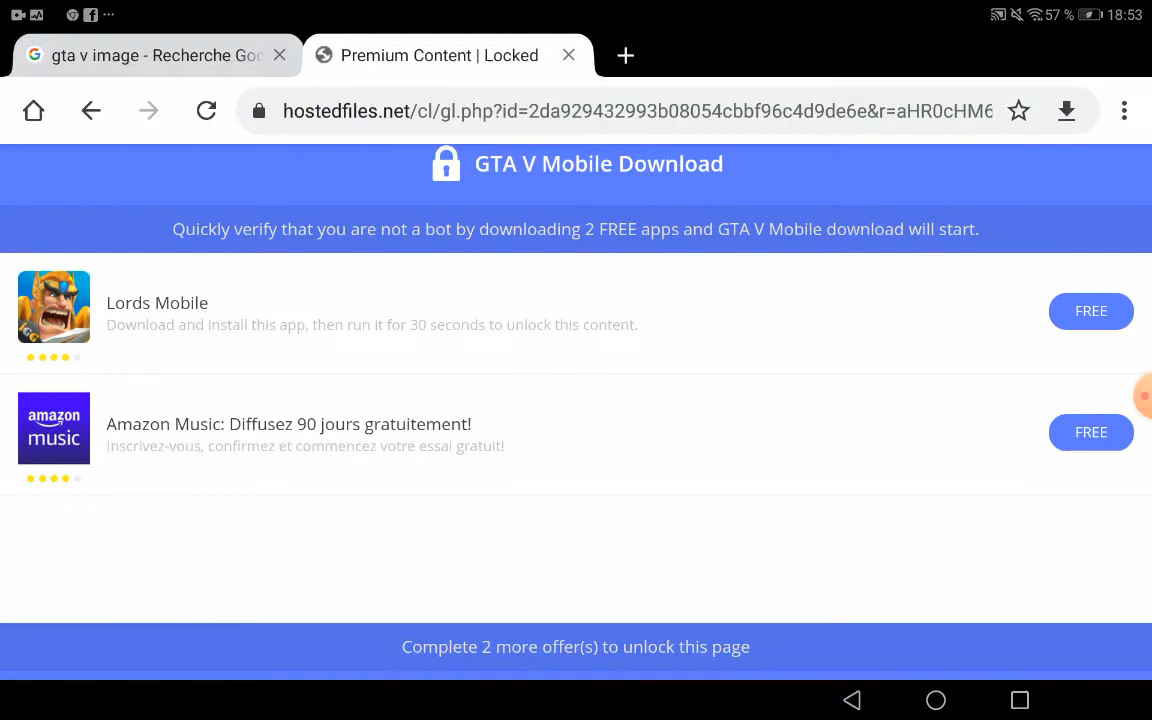 57 % 18:53
gta v image - Recherche Goo
Premium Content | Locked
hostedfiles.net/cl/gl.php?id=2da929432993b08054cbbf96c4d9de6e&r=aHR0cHM6
GTA V Mobile Download
Quickly verify that you are not a bot by downloading 2 FREE apps and GTA V Mobile download will start.
IGG
Lords Mobile
Download and install this app, then run it for 30 seconds to unlock this content.
FREE
amazon
music
Amazon Music: Diffusez 90 jours gratuitement!
Inscrivez-vous, confirmez et commencez votre essai gratuit!
FREE
Complete 2 more offer(s) to unlock this page